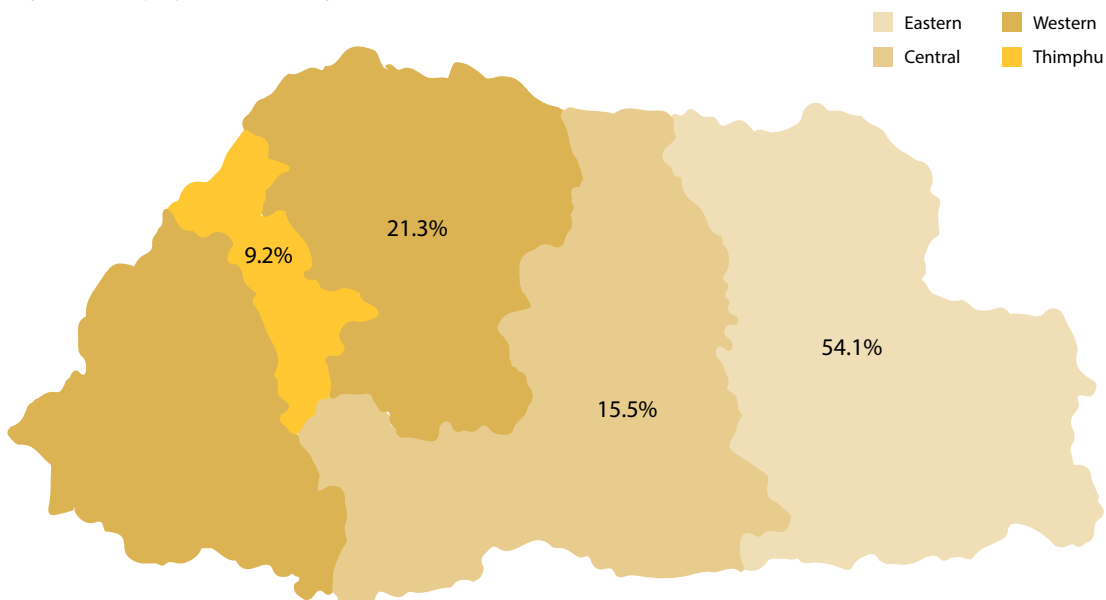 Eastern
Western
Central
Thimphu
21.3%
9.2%
54.1%
15.5%